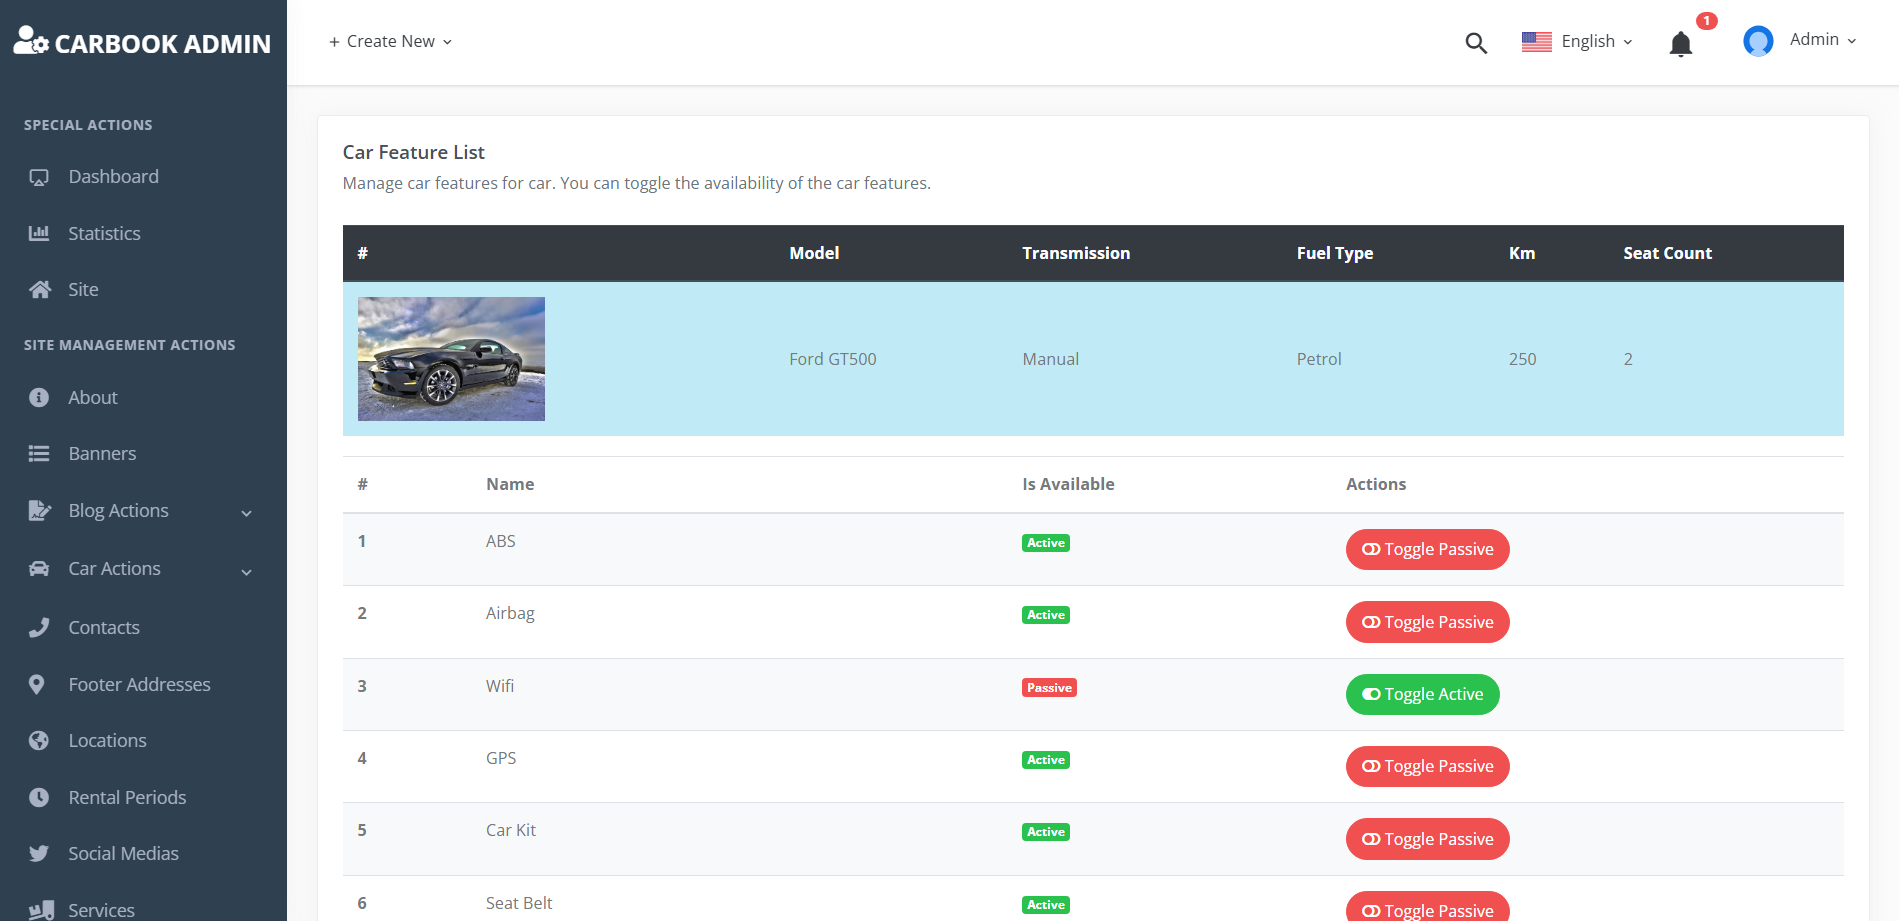 CARBOOK ADMIN
+ Create New
English
1
Admin
SPECIAL ACTIONS
Dashboard
Statistics
Site
SITE MANAGEMENT ACTIONS
About
Banners
Blog Actions
Car Actions
Contacts
Footer Addresses
Locations
Rental Periods
Social Medias
Services
Car Feature List
Manage car features for car. You can toggle the availability of the car features.
# Model Transmission Fuel Type Km Seat Count
Ford GT500 Manual Petrol 250 2
# Name Is Available Actions
1 ABS Active Toggle Passive
2 Airbag Active Toggle Passive
3 Wifi Passive Toggle Active
4 GPS Active Toggle Passive
5 Car Kit Active Toggle Passive
6 Seat Belt Active Toggle Passive